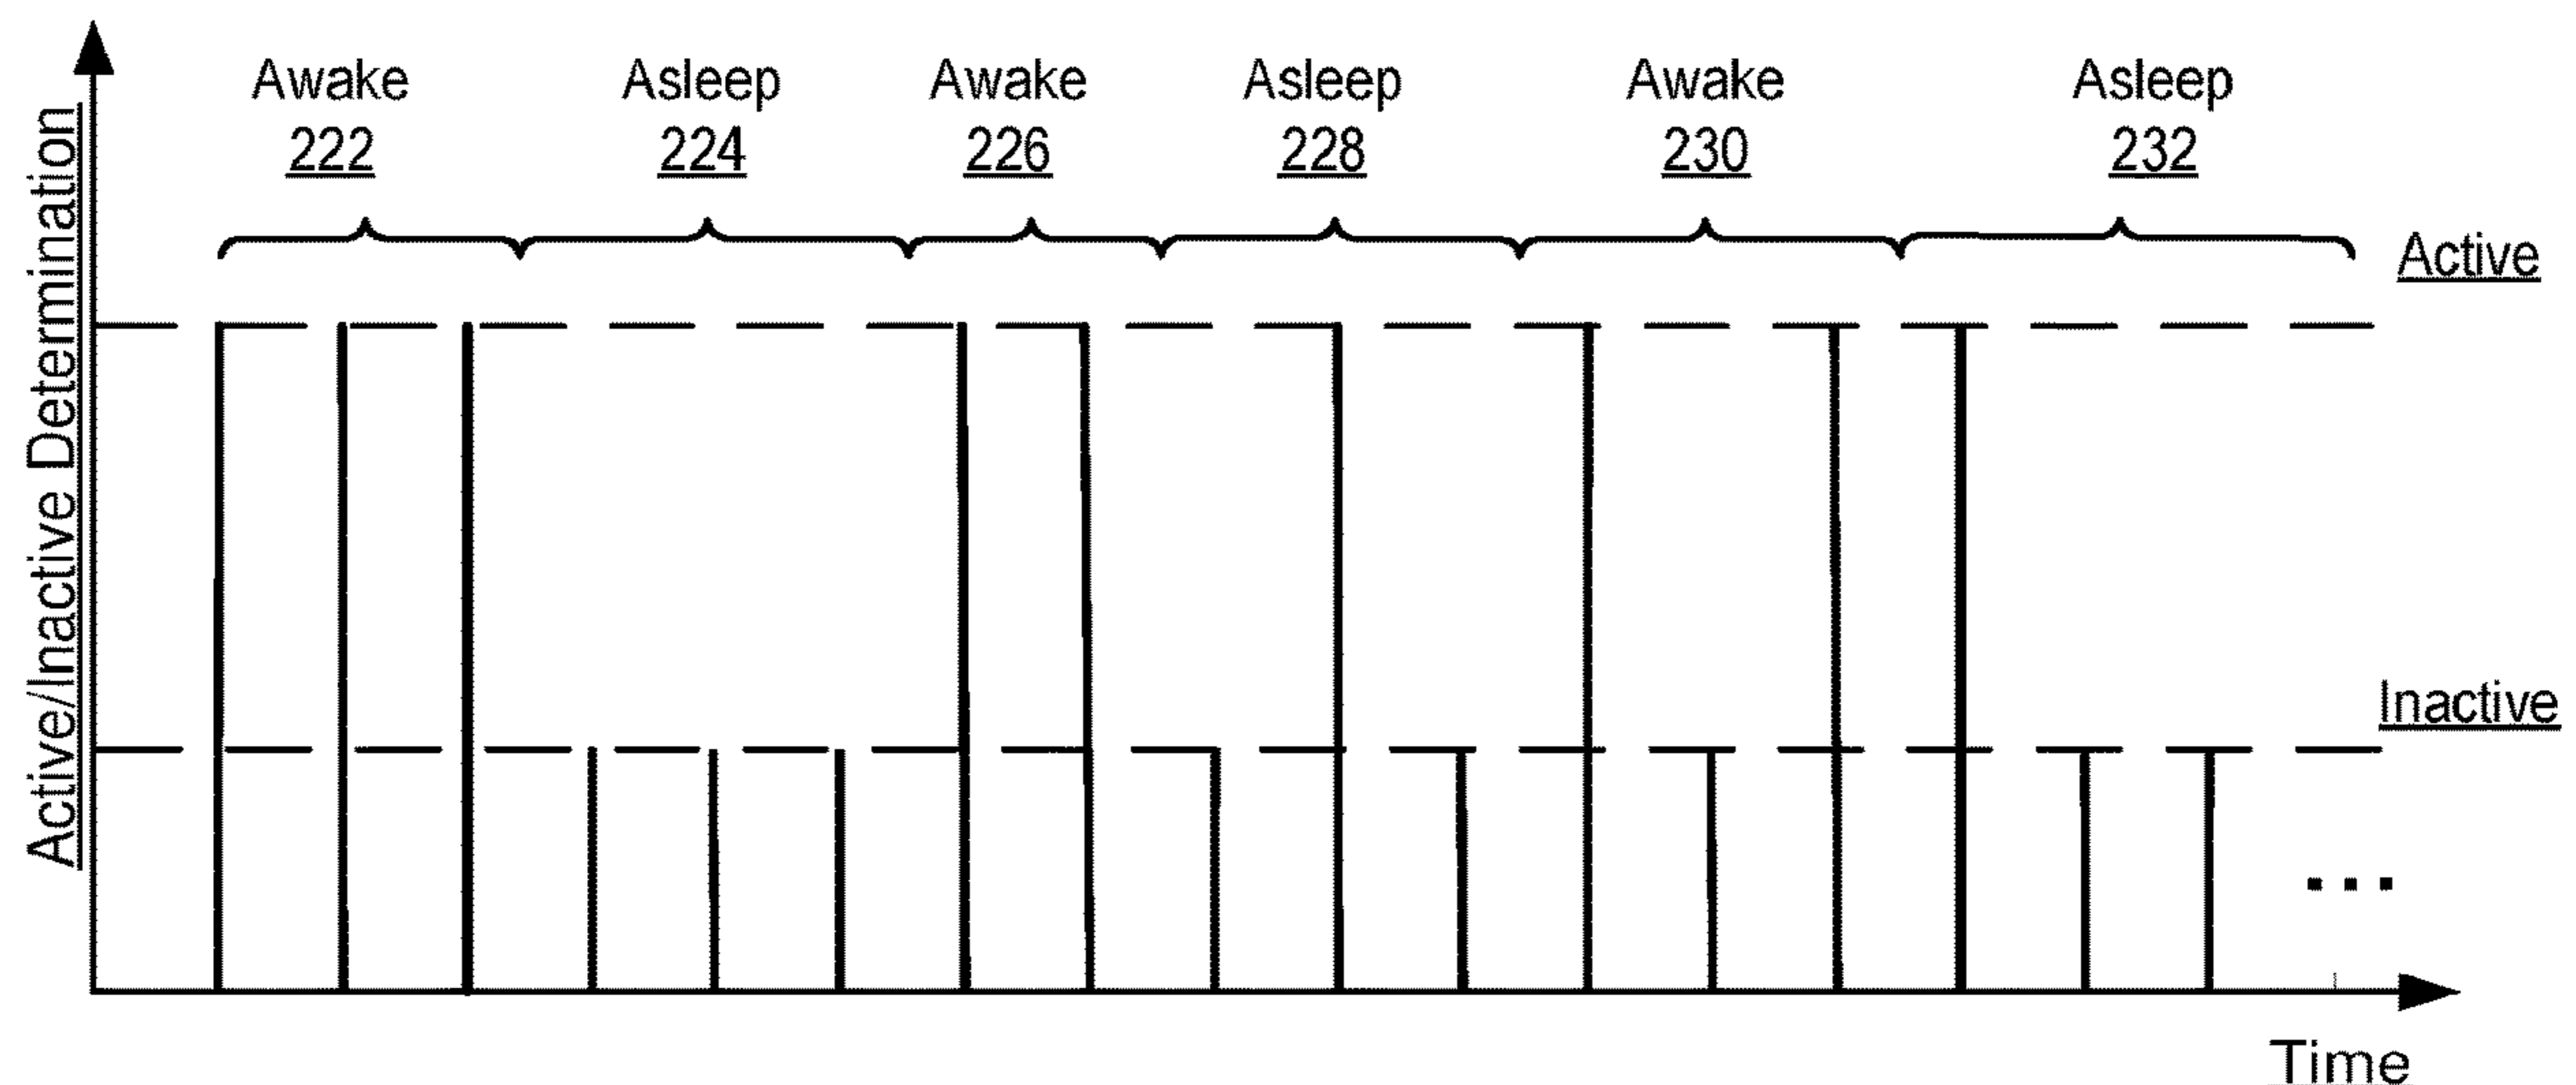 Active/Inactive Determination
Awake
222
Asleep
224
Awake
226
Asleep
228
Awake
230
Asleep
232
Active
Inactive
...
Time